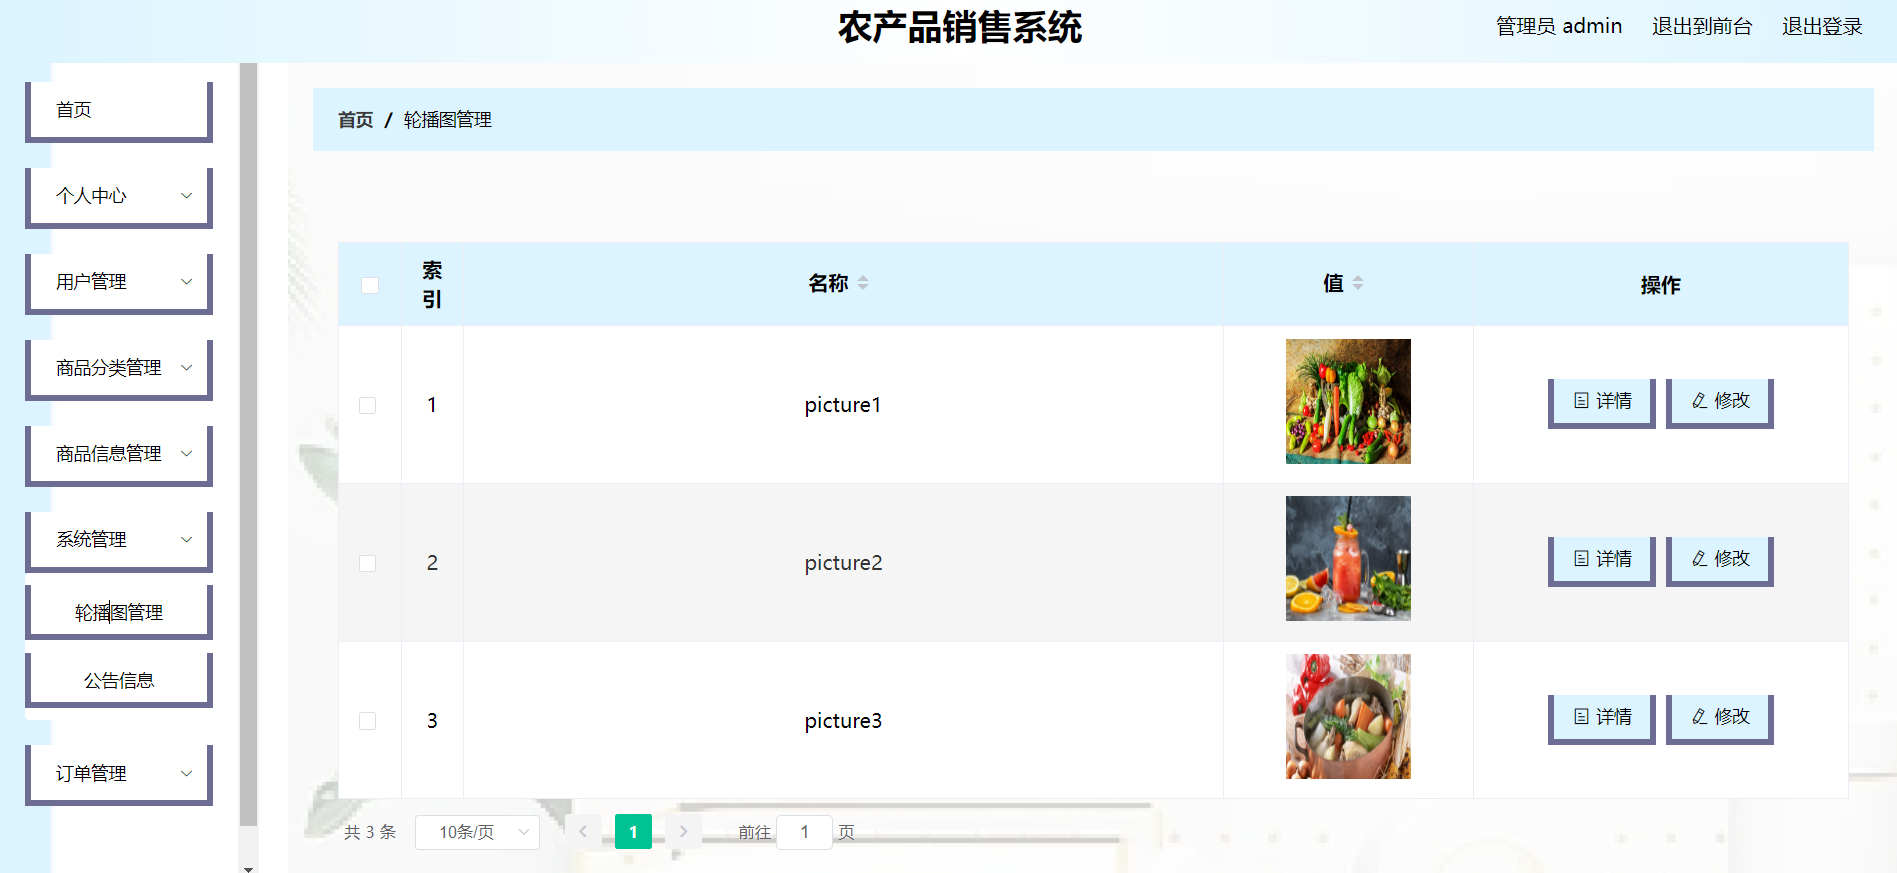 农产品销售系统
管理员 admin 退出到前台 退出登录
首页
个人中心
用户管理
商品分类管理
商品信息管理
系统管理
轮播图管理
公告信息
订单管理
首页 / 轮播图管理
索引 名称 值 操作
1 picture1 详情 修改
2 picture2 详情 修改
3 picture3 详情 修改
共 3 条 10条/页 1 前往 1 页